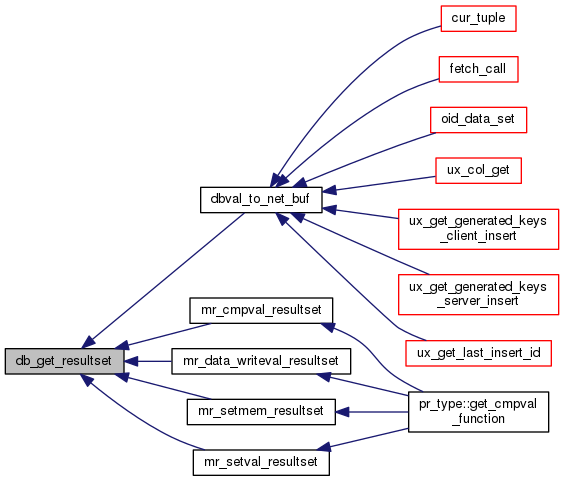 cur_tuple
fetch_call
oid_data_set
ux_col_get
dbval_to_net_buf
ux_get_generated_keys
_client_insert
ux_get_generated_keys
_server_insert
mr_cmpval_resultset
ux_get_last_insert_id
db_get_resultset
mr_data_writeval_resultset
mr_setmem_resultset
pr_type::get_cmpval
_function
mr_setval_resultset